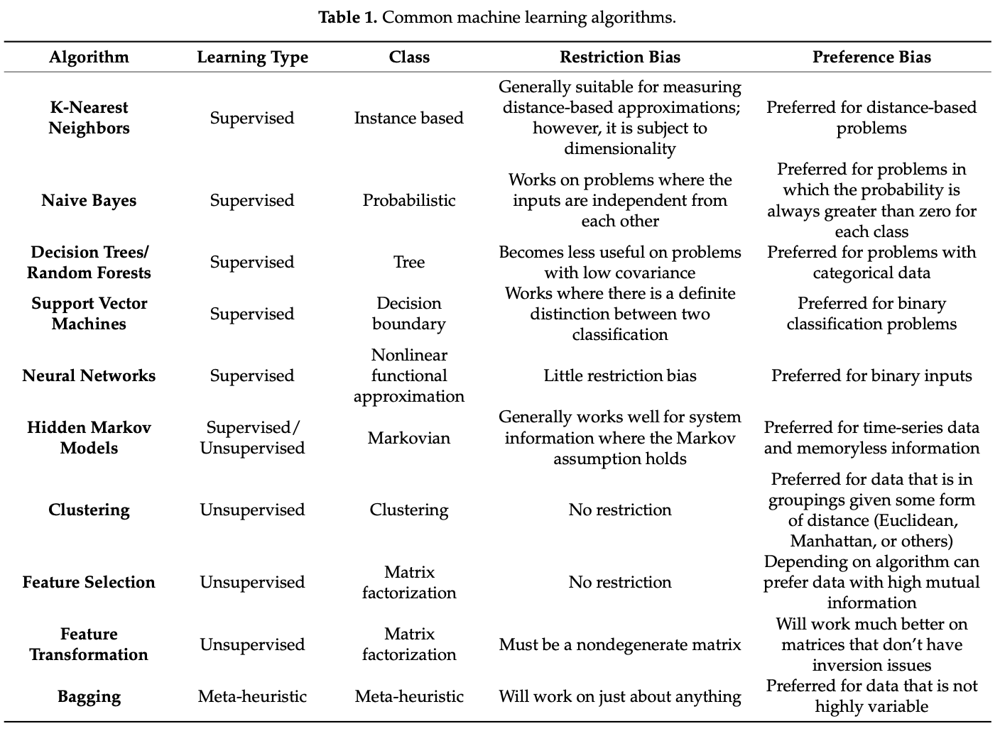 Table 1. Common machine learning algorithms.
Algorithm Learning Type Class Restriction Bias Preference Bias
K-Nearest
Neighbors
Supervised
Instance based
Generally suitable for measuring
distance-based approximations;
however, it is subject to
dimensionality
Preferred for distance-based
problems
Naive Bayes
Supervised
Probabilistic
Works on problems where the
inputs are independent from
each other
Preferred for problems in
which the probability is
always greater than zero for
each class
Decision Trees/
Random Forests
Supervised
Tree
Becomes less useful on problems
with low covariance
Preferred for problems with
categorical data
Support Vector
Machines
Supervised
Decision
boundary
Works where there is a definite
distinction between two
classification
Preferred for binary
classification problems
Neural Networks
Supervised
Nonlinear
functional
approximation
Little restriction bias
Preferred for binary inputs
Hidden Markov
Models
Supervised/
Unsupervised
Markovian
Generally works well for system
information where the Markov
assumption holds
Preferred for time-series data
and memoryless information
Clustering
Unsupervised
Clustering
No restriction
Preferred for data that is in
groupings given some form
of distance (Euclidean,
Manhattan, or others)
Feature Selection
Unsupervised
Matrix
factorization
No restriction
Depending on algorithm can
prefer data with high mutual
information
Feature
Transformation
Unsupervised
Matrix
factorization
Must be a nondegenerate matrix
Will work much better on
matrices that don’t have
inversion issues
Bagging
Meta-heuristic
Meta-heuristic
Will work on just about anything
Preferred for data that is not
highly variable